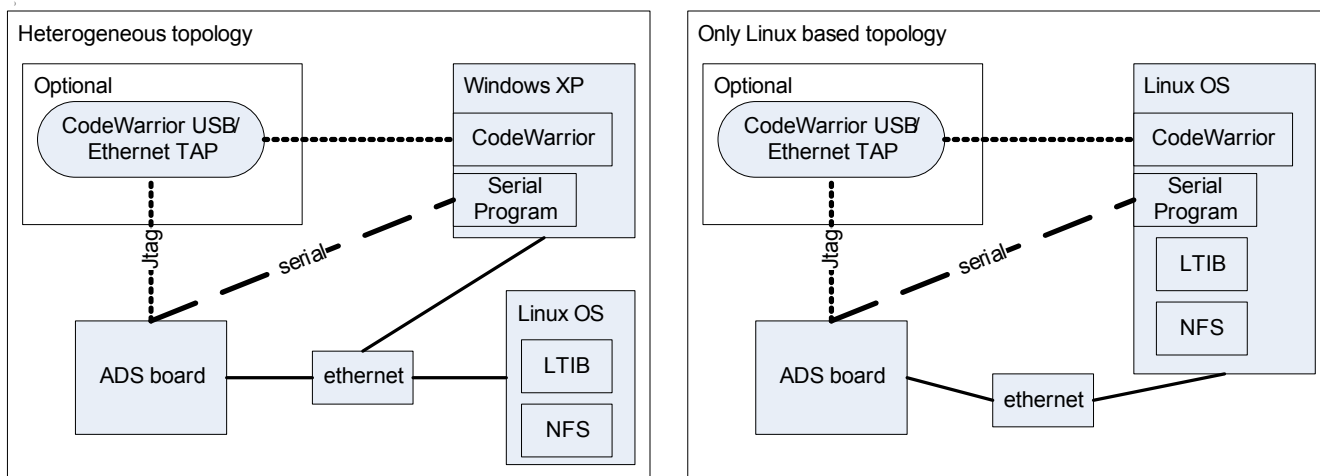 Heterogeneous topology
Optional
CodeWarrior USB/
Ethernet TAP
Windows XP
CodeWarrior
Serial
Program
Jtag
serial
Linux OS
LTIB
NFS
ADS board
ethernet
Only Linux based topology
Optional
CodeWarrior USB/
Ethernet TAP
Linux OS
CodeWarrior
Serial
Program
Jtag
serial
LTIB
NFS
ADS board
ethernet